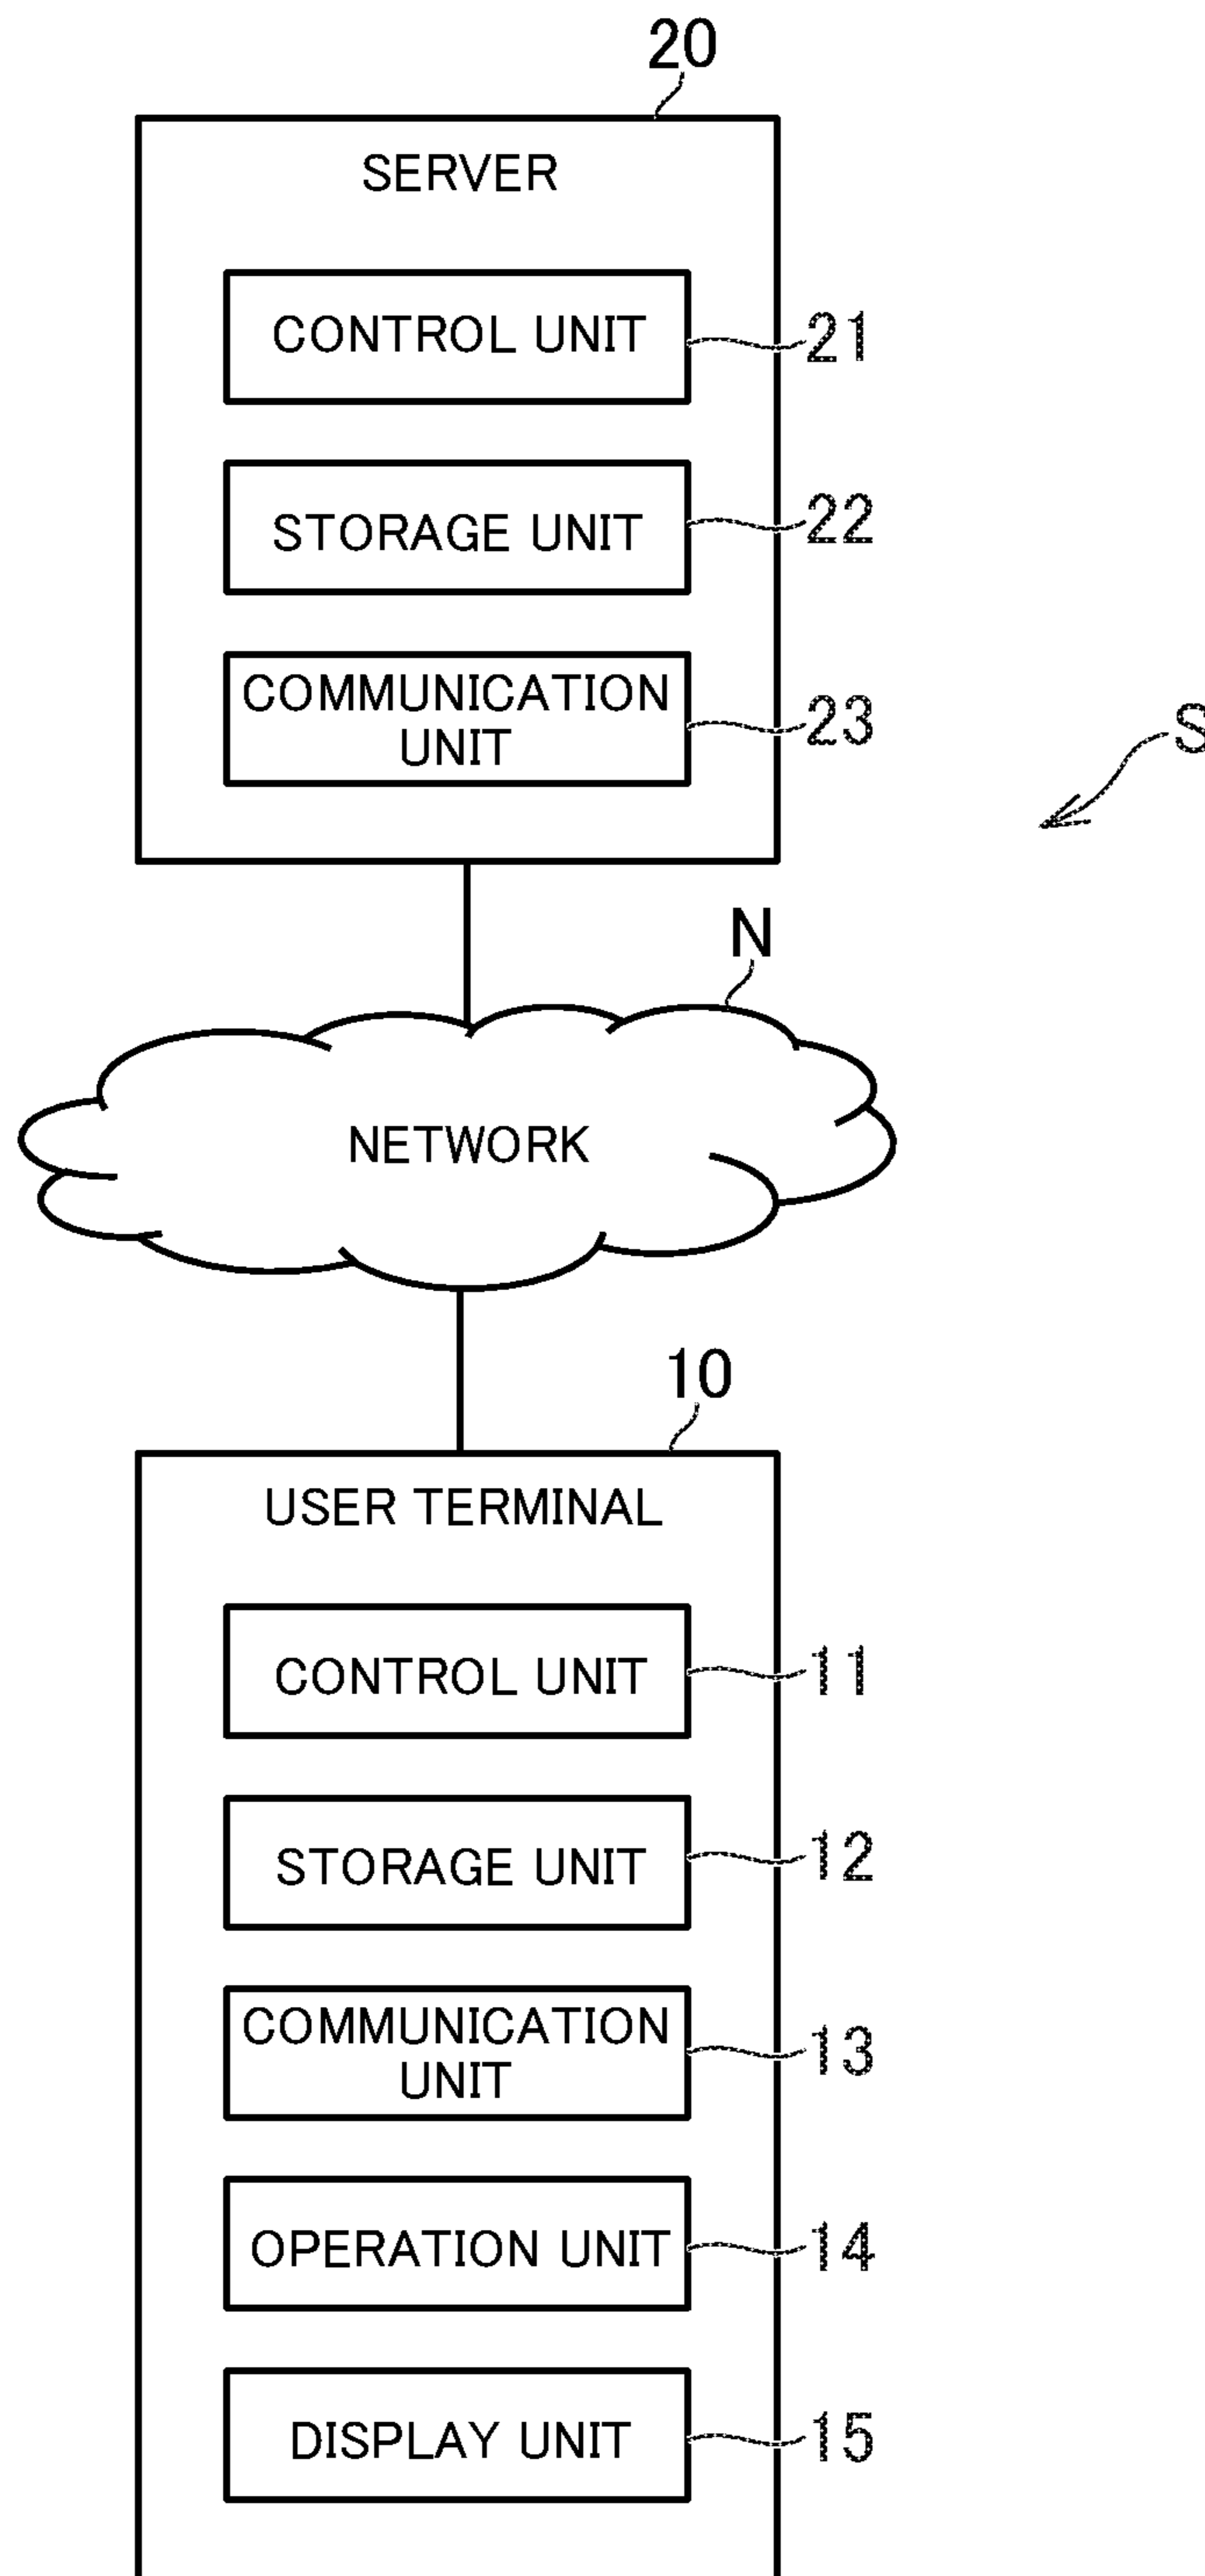 20
SERVER
CONTROL UNIT
21
STORAGE UNIT
22
COMMUNICATION
UNIT
23
S
N
NETWORK
10
USER TERMINAL
CONTROL UNIT
11
STORAGE UNIT
12
COMMUNICATION
UNIT
13
OPERATION UNIT
14
DISPLAY UNIT
15